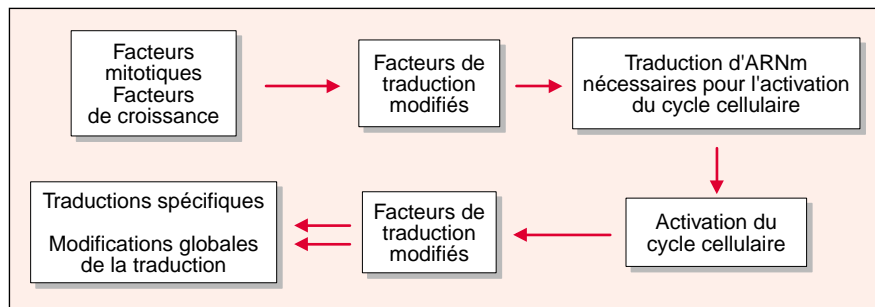 Facteurs
mitotiques
Facteurs
de croissance
Facteurs de
traduction
modifiés
Traduction d'ARNm
nécessaires pour l'activation
du cycle cellulaire
Activation du
cycle cellulaire
Facteurs de
traduction
modifiés
Traductions spécifiques
Modifications globales
de la traduction